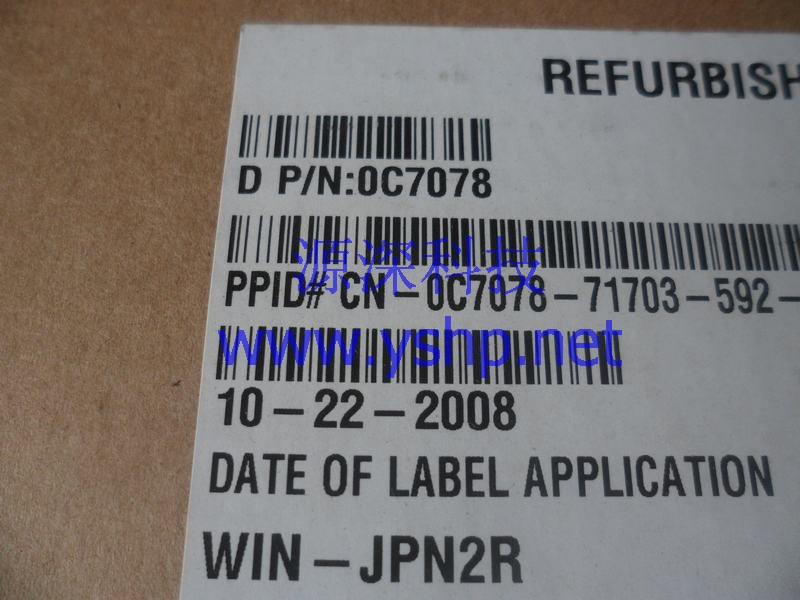 REFURBISH
D P/N:0C7078
源深科技
PPID# CN-0C7078-71703-592-
www.yshp.net
10-22-2008
DATE OF LABEL APPLICATION
WIN-JPN2R